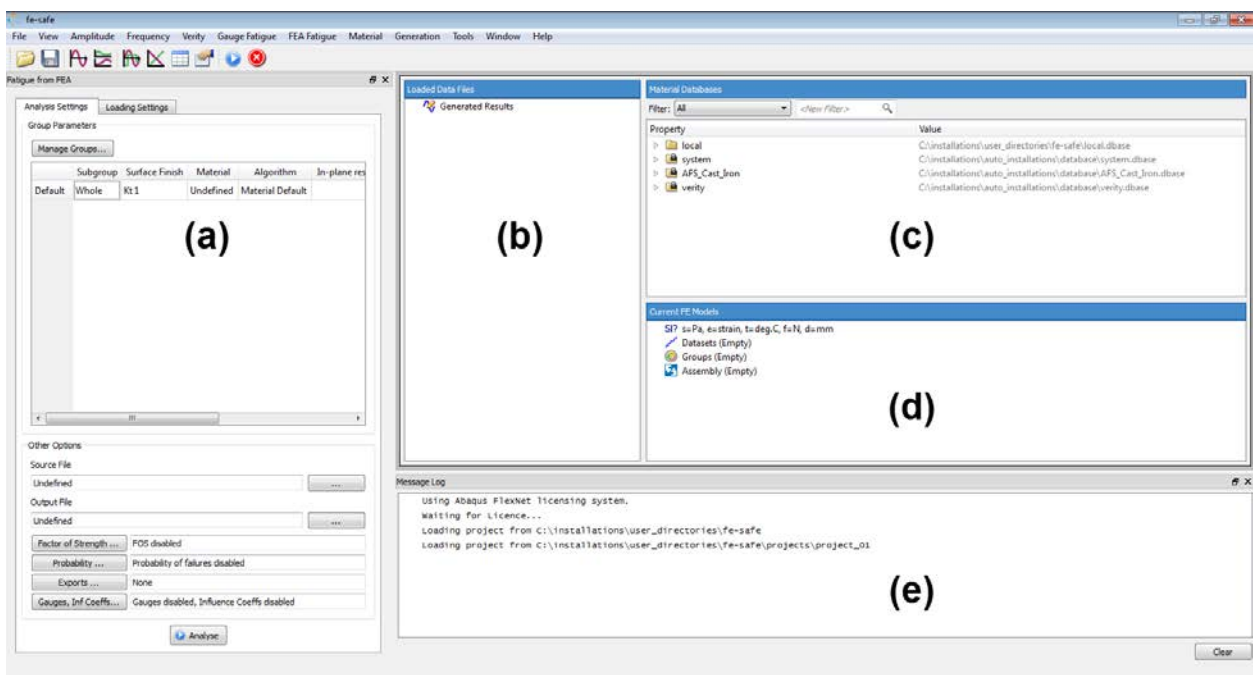 fe-safe
File View Amplitude Frequency Verity Gauge Fatigue FEA Fatigue Material Generation Tools Window Help
Fatigue from FEA
Analysis Settings Loading Settings
Group Parameters
Manage Groups...
Subgroup Surface Finish Material Algorithm In-plane res
Default Whole Kt1 Undefined Material Default
(a)
Other Options
Source File
Undefined ...
Output File
Undefined ...
Factor of Strength ... FOS disabled
Probability ... Probability of failures disabled
Exports ... None
Gauges, Inf Coeffs... Gauges disabled, Influence Coeffs disabled
Analyse
Loaded Data Files
Generated Results
(b)
Material Databases
Filter: All <New Filter>
Property Value
local C:\installations\user_directories\fe-safe\local.dbase
system C:\installations\auto_installations\database\system.dbase
AFS_Cast_Iron C:\installations\auto_installations\database\AFS_Cast_Iron.dbase
verity C:\installations\auto_installations\database\verity.dbase
(c)
Current FE Models
SI? s=Pa, e=strain, t=deg.C, f=N, d=mm
Datasets (Empty)
Groups (Empty)
Assembly (Empty)
(d)
Message Log
Using Abaqus FlexNet licensing system.
Waiting for Licence...
Loading project from C:\installations\user_directories\fe-safe
Loading project from C:\installations\user_directories\fe-safe\projects\project_01
(e)
Clear